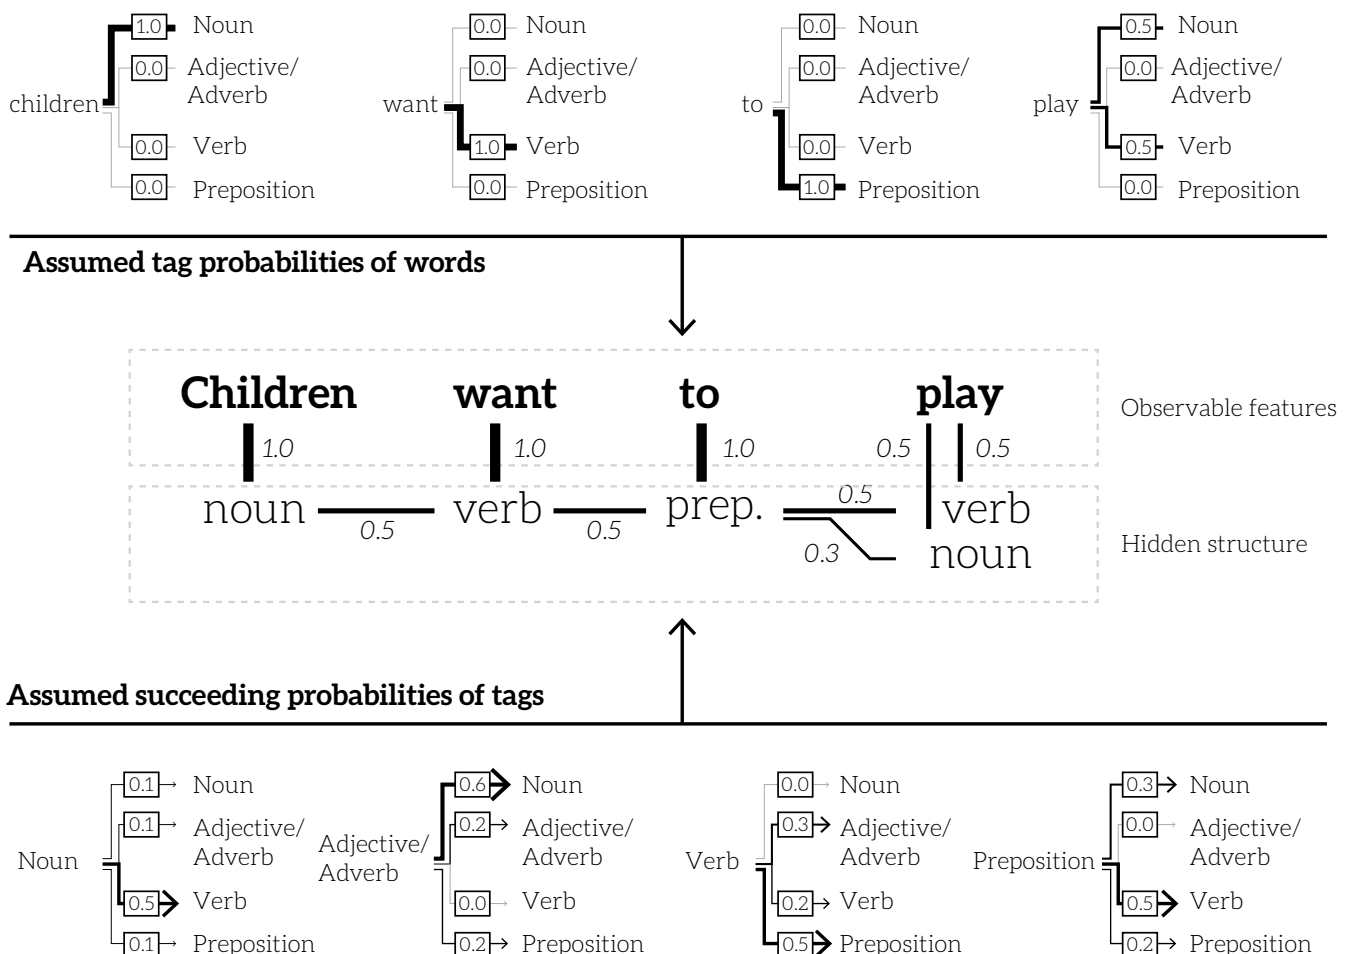 children
1.0 Noun
0.0 Adjective/
Adverb
0.0 Verb
0.0 Preposition
want
0.0 Noun
0.0 Adjective/
Adverb
1.0 Verb
0.0 Preposition
to
0.0 Noun
0.0 Adjective/
Adverb
0.0 Verb
1.0 Preposition
play
0.5 Noun
0.0 Adjective/
Adverb
0.5 Verb
0.0 Preposition
Assumed tag probabilities of words
Children want to play
Observable features
1.0 1.0 1.0 0.5 0.5
noun 0.5 verb 0.5 prep. 0.5 verb
0.3 noun
Hidden structure
Assumed succeeding probabilities of tags
Noun
0.1 Noun
0.1 Adjective/
Adverb
0.5 Verb
0.1 Preposition
Adjective/
Adverb
0.6 Noun
0.2 Adjective/
Adverb
0.0 Verb
0.2 Preposition
Verb
0.0 Noun
0.3 Adjective/
Adverb
0.2 Verb
0.5 Preposition
Preposition
0.3 Noun
0.0 Adjective/
Adverb
0.5 Verb
0.2 Preposition